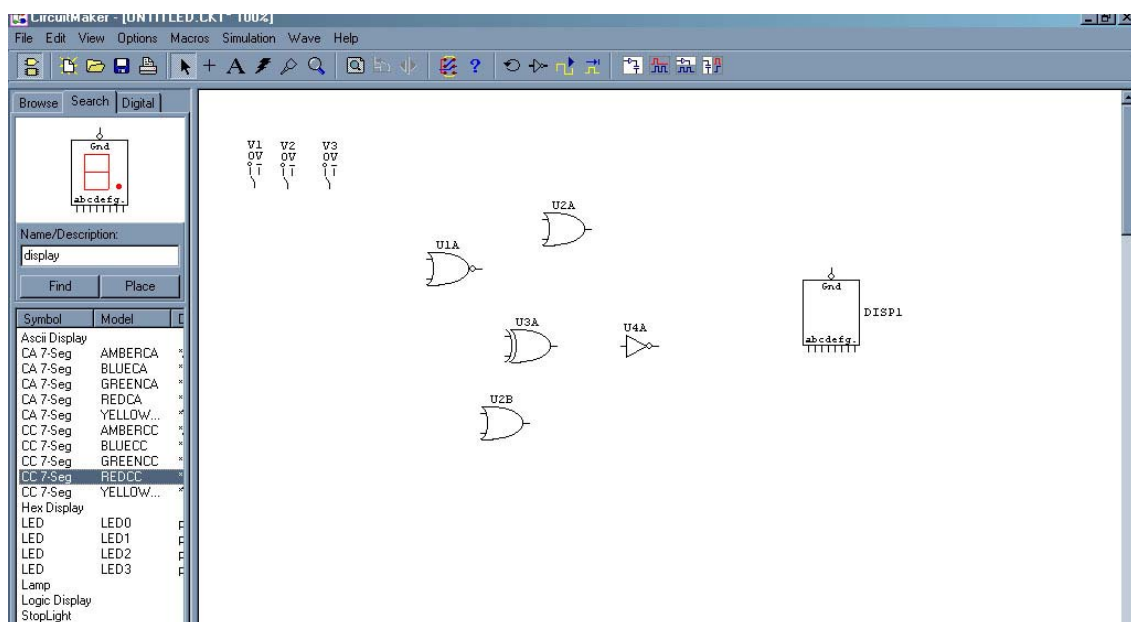 CircuitMaker - [UNTITLED.CKT* 100%]
File Edit View Options Macros Simulation Wave Help
Browse Search Digital
Gnd
abcdefg.
Name/Description:
display
Find Place
Symbol Model
Ascii Display
CA 7-Seg AMBERCA
CA 7-Seg BLUECA
CA 7-Seg GREENCA
CA 7-Seg REDCA
CA 7-Seg YELLOW...
CC 7-Seg AMBERCC
CC 7-Seg BLUECC
CC 7-Seg GREENCC
CC 7-Seg REDCC
CC 7-Seg YELLOW...
Hex Display
LED LED0
LED LED1
LED LED2
LED LED3
Lamp
Logic Display
StopLight
V1 V2 V3
0V 0V 0V
U2A
U1A
U3A
U4A
U2B
Gnd
DISP1
abcdefg.